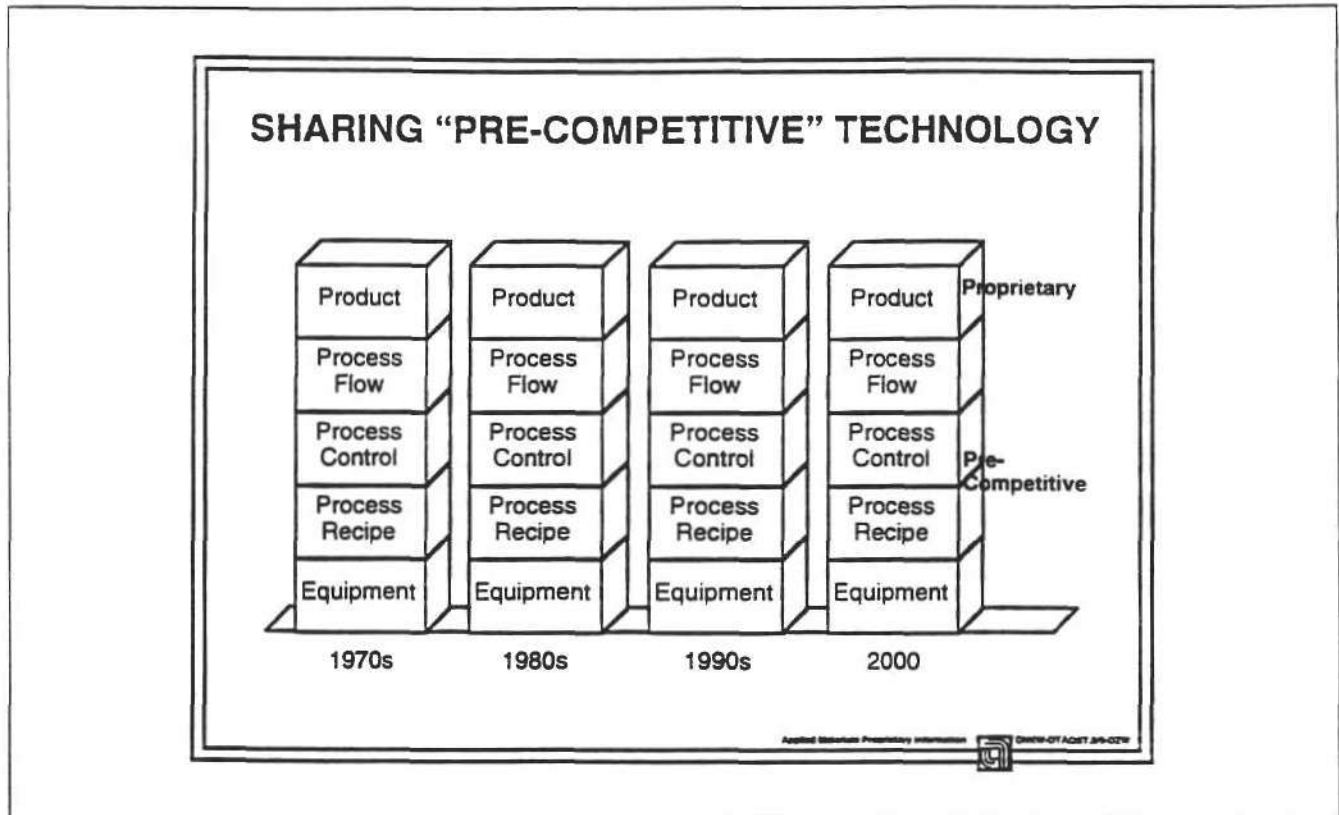 SHARING “PRE-COMPETITIVE” TECHNOLOGY
Product Product Product Product Proprietary
Process Process Process Process
Flow Flow Flow Flow
Process Process Process Process
Control Control Control Control Pre-
Competitive
Process Process Process Process
Recipe Recipe Recipe Recipe
Equipment Equipment Equipment Equipment
1970s 1980s 1990s 2000
Applied Materials Proprietary Information